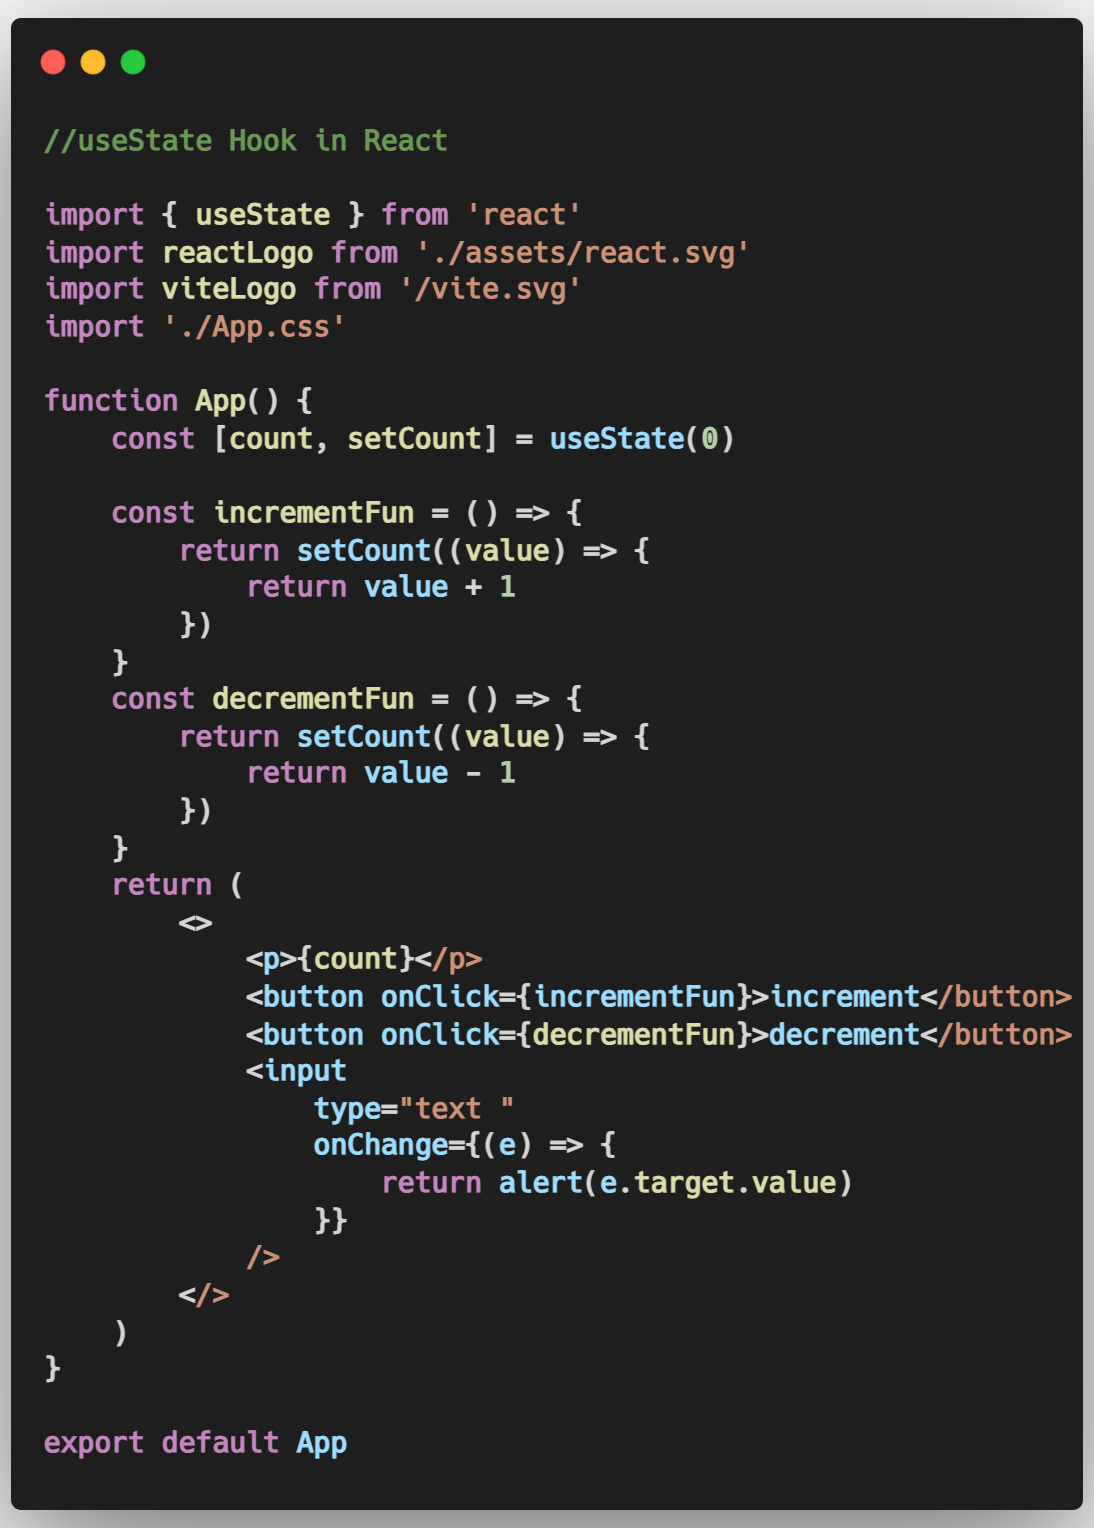 //useState Hook in React

import { useState } from 'react'
import reactLogo from './assets/react.svg'
import viteLogo from '/vite.svg'
import './App.css'

function App() {
    const [count, setCount] = useState(0)

    const incrementFun = () => {
        return setCount((value) => {
            return value + 1
        })
    }
    const decrementFun = () => {
        return setCount((value) => {
            return value - 1
        })
    }
    return (
        <>
            <p>{count}</p>
            <button onClick={incrementFun}>increment</button>
            <button onClick={decrementFun}>decrement</button>
            <input
                type="text "
                onChange={(e) => {
                    return alert(e.target.value)
                }}
            />
        </>
    )
}

export default App